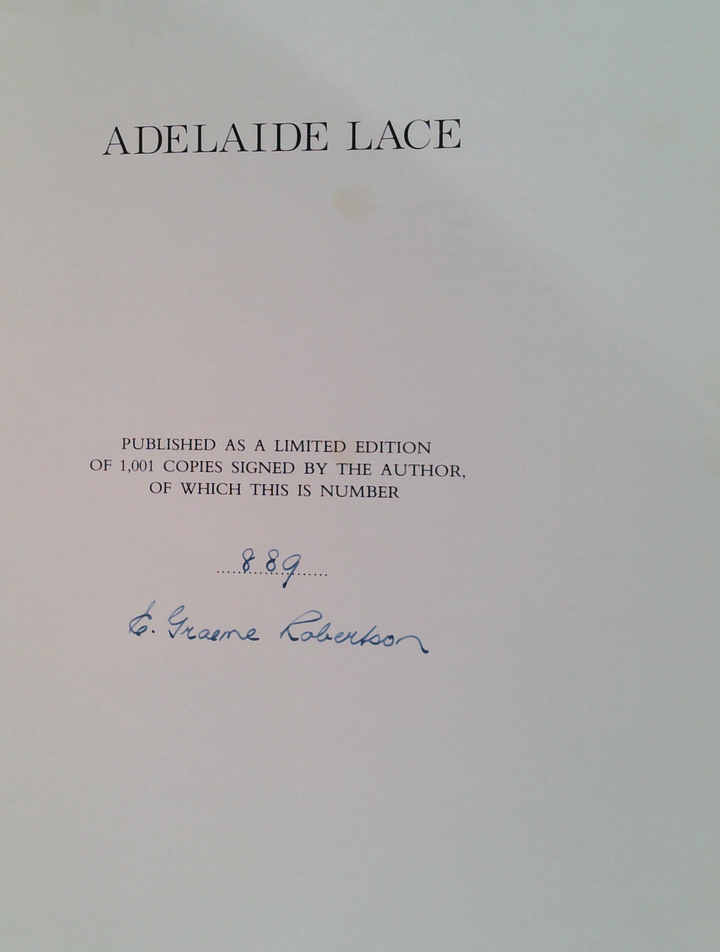 ADELAIDE LACE
PUBLISHED AS A LIMITED EDITION
OF 1,001 COPIES SIGNED BY THE AUTHOR,
OF WHICH THIS IS NUMBER
889
E. Graeme Robertson